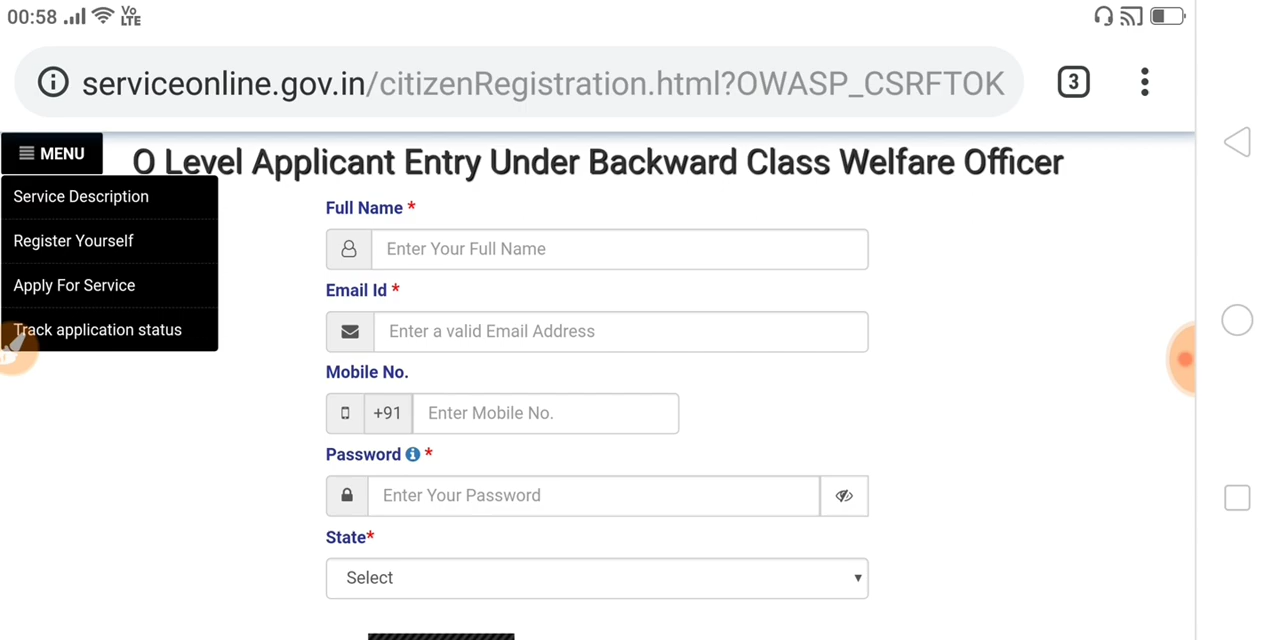 00:58 Vo LTE
serviceonline.gov.in/citizenRegistration.html?OWASP_CSRFTOK 3
MENU
O Level Applicant Entry Under Backward Class Welfare Officer
Service Description
Register Yourself
Apply For Service
Track application status
Full Name *
Enter Your Full Name
Email Id *
Enter a valid Email Address
Mobile No.
+91 Enter Mobile No.
Password *
Enter Your Password
State*
Select